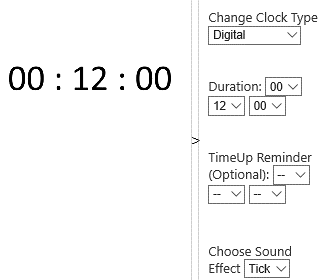 00 : 12 : 00
>
Change Clock Type
Digital
Duration: 00
12 00
TimeUp Reminder
(Optional): --
-- --
Choose Sound
Effect Tick